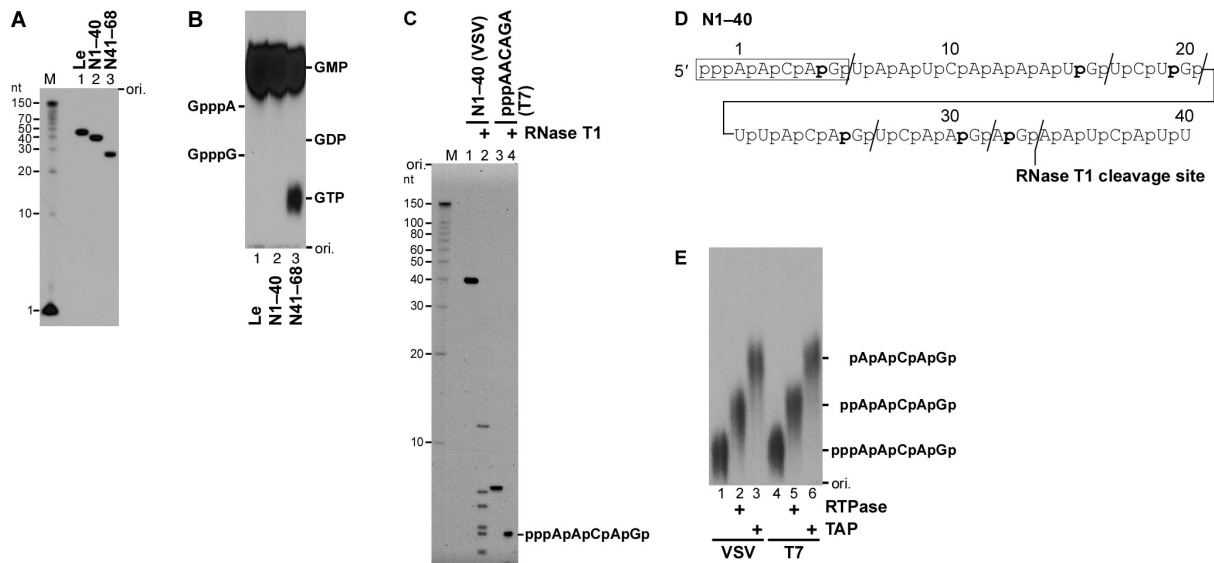 A
Le
N1–40
N41–68
M 1 2 3
nt
ori.
150
70
50
40
30
20
10
1
B
GMP
GpppA
GDP
GpppG
GTP
ori.
1 2 3
Le
N1–40
N41–68
C
N1–40 (VSV)
pppAACAGA (T7)
+ + RNase T1
M 1 2 3 4
ori.
nt
150
100
80
60
50
40
30
20
10
pppApApCpApGp
D N1–40
1 10 20
5′ pppApApCpApGp/UpApApUpCpApApApApUpGp/UpCpUpGp/
30 40
UpUpApCpApGp/UpCpApApGp/ApGp/ApApUpCpApUpU
RNase T1 cleavage site
E
pApApCpApGp
ppApApCpApGp
pppApApCpApGp
ori.
1 2 3 4 5 6
+ + RTPase
+ + TAP
VSV T7